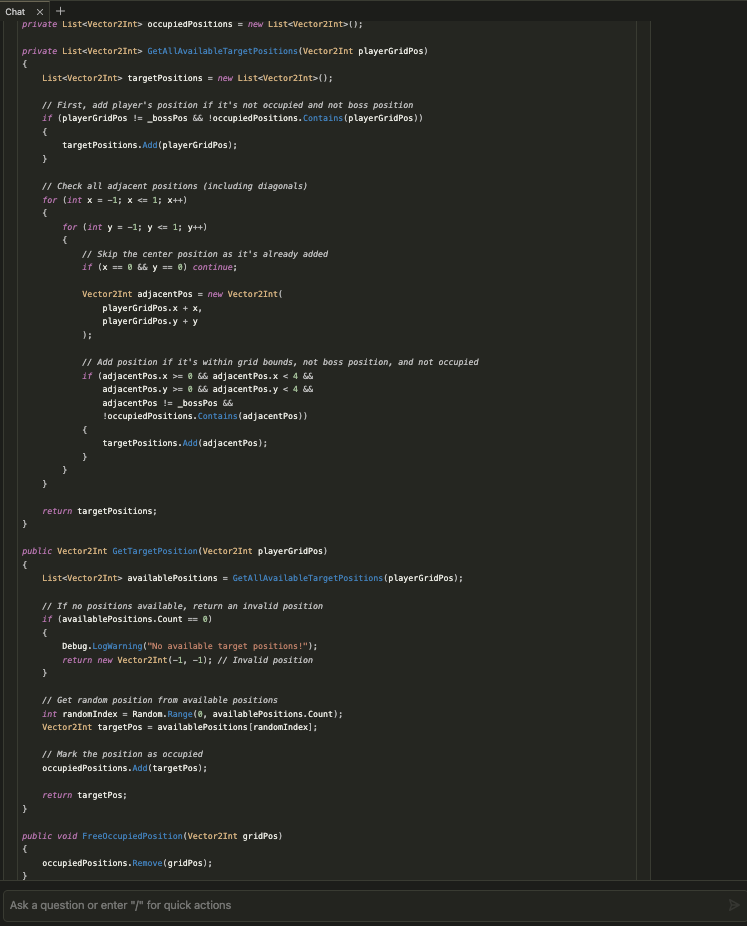 Chat × +
private List<Vector2Int> occupiedPositions = new List<Vector2Int>();
private List<Vector2Int> GetAllAvailableTargetPositions(Vector2Int playerGridPos)
{
    List<Vector2Int> targetPositions = new List<Vector2Int>();
    // First, add player's position if it's not occupied and not boss position
    if (playerGridPos != _bossPos && !occupiedPositions.Contains(playerGridPos))
    {
        targetPositions.Add(playerGridPos);
    }
    // Check all adjacent positions (including diagonals)
    for (int x = -1; x <= 1; x++)
    {
        for (int y = -1; y <= 1; y++)
        {
            // Skip the center position as it's already added
            if (x == 0 && y == 0) continue;
            Vector2Int adjacentPos = new Vector2Int(
                playerGridPos.x + x,
                playerGridPos.y + y
            );
            // Add position if it's within grid bounds, not boss position, and not occupied
            if (adjacentPos.x >= 0 && adjacentPos.x < 4 &&
                adjacentPos.y >= 0 && adjacentPos.y < 4 &&
                adjacentPos != _bossPos &&
                !occupiedPositions.Contains(adjacentPos))
            {
                targetPositions.Add(adjacentPos);
            }
        }
    }
    return targetPositions;
}
public Vector2Int GetTargetPosition(Vector2Int playerGridPos)
{
    List<Vector2Int> availablePositions = GetAllAvailableTargetPositions(playerGridPos);
    // If no positions available, return an invalid position
    if (availablePositions.Count == 0)
    {
        Debug.LogWarning("No available target positions!");
        return new Vector2Int(-1, -1); // Invalid position
    }
    // Get random position from available positions
    int randomIndex = Random.Range(0, availablePositions.Count);
    Vector2Int targetPos = availablePositions[randomIndex];
    // Mark the position as occupied
    occupiedPositions.Add(targetPos);
    return targetPos;
}
public void FreeOccupiedPosition(Vector2Int gridPos)
{
    occupiedPositions.Remove(gridPos);
}
Ask a question or enter "/" for quick actions